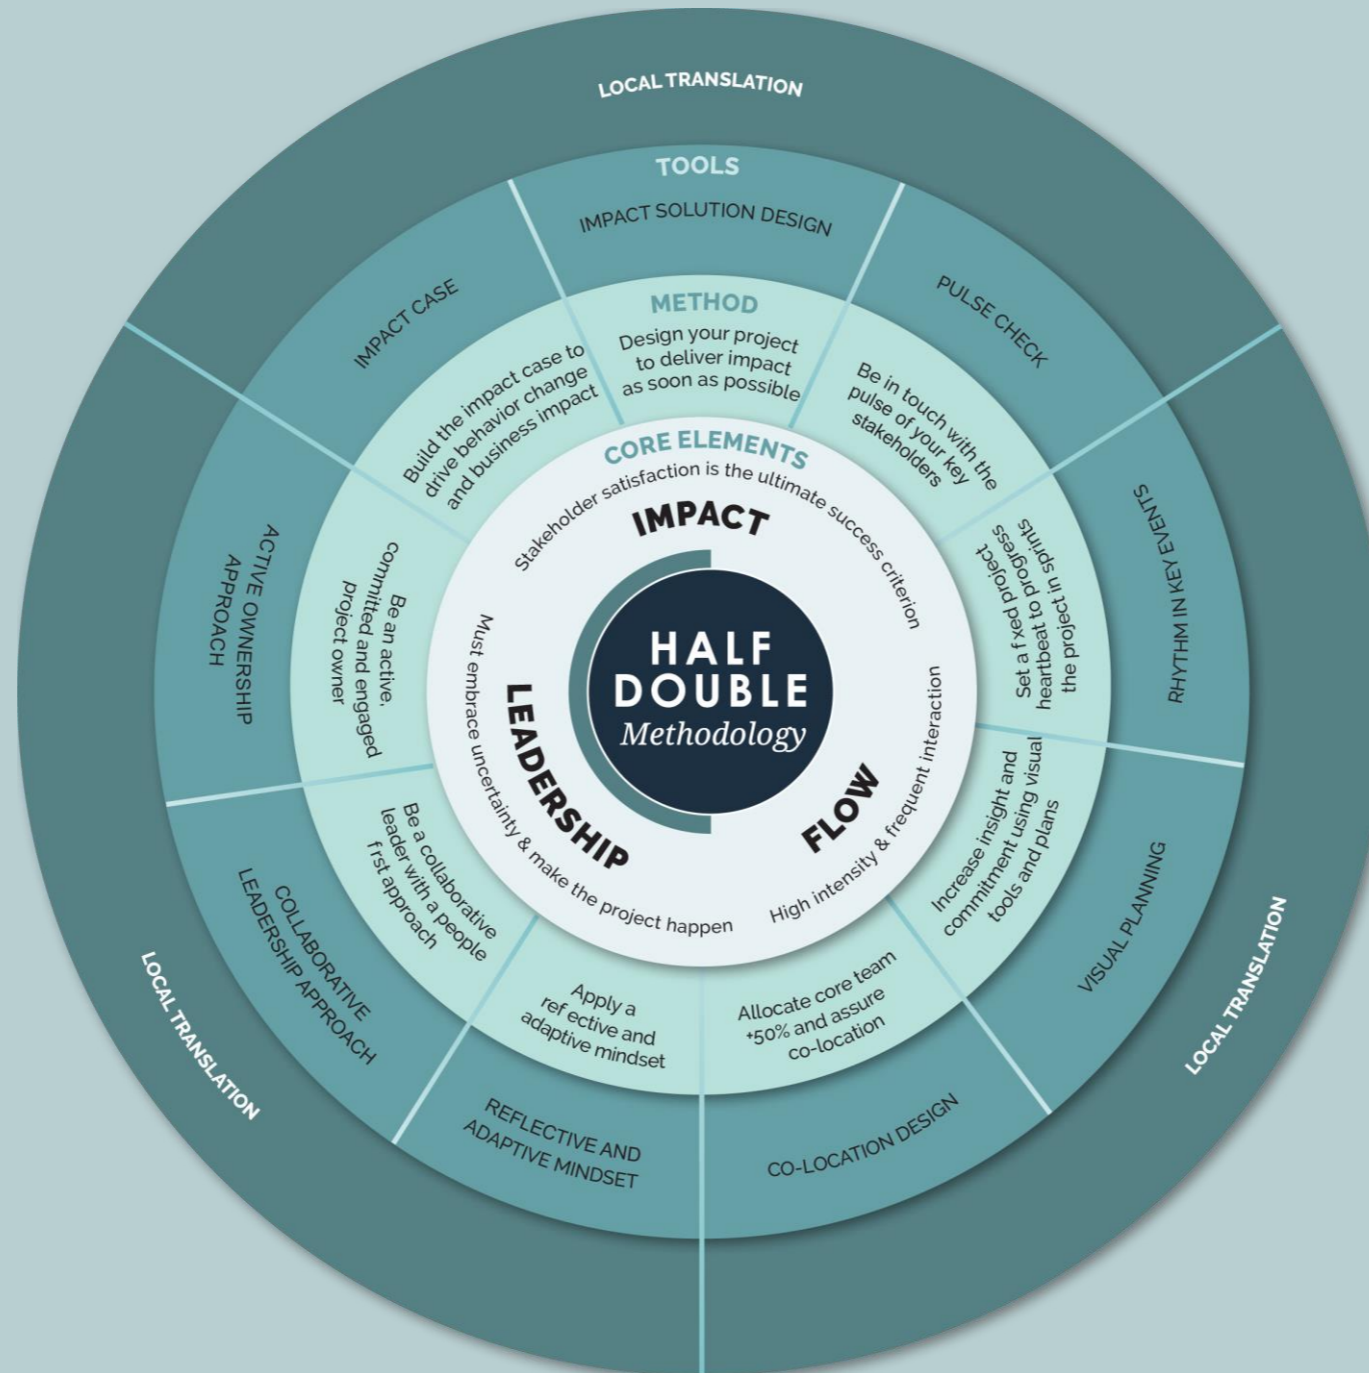 LOCAL TRANSLATION
TOOLS
IMPACT SOLUTION DESIGN
IMPACT CASE
PULSE CHECK
METHOD
Design your project
to deliver impact
as soon as possible
Build the impact case to
drive behavior change
and business impact
Be in touch with the
pulse of your key
stakeholders
CORE ELEMENTS
Stakeholder satisfaction is the ultimate success criterion
IMPACT
HALF
DOUBLE
Methodology
RHYTHM IN KEY EVENTS
Set a f xed project
heartbeat to progress
the project in sprints
FLOW
High intensity & frequent interaction
Increase insight and
commitment using visual
tools and plans
VISUAL PLANNING
Allocate core team
+50% and assure
co-location
CO-LOCATION DESIGN
LOCAL TRANSLATION
LEADERSHIP
Must embrace uncertainty & make the project happen
ACTIVE OWNERSHIP
APPROACH
Be an active,
committed and engaged
project owner
Be a collaborative
leader with a people
f rst approach
COLLABORATIVE
LEADERSHIP APPROACH
Apply a
ref ective and
adaptive mindset
REFLECTIVE AND
ADAPTIVE MINDSET
LOCAL TRANSLATION